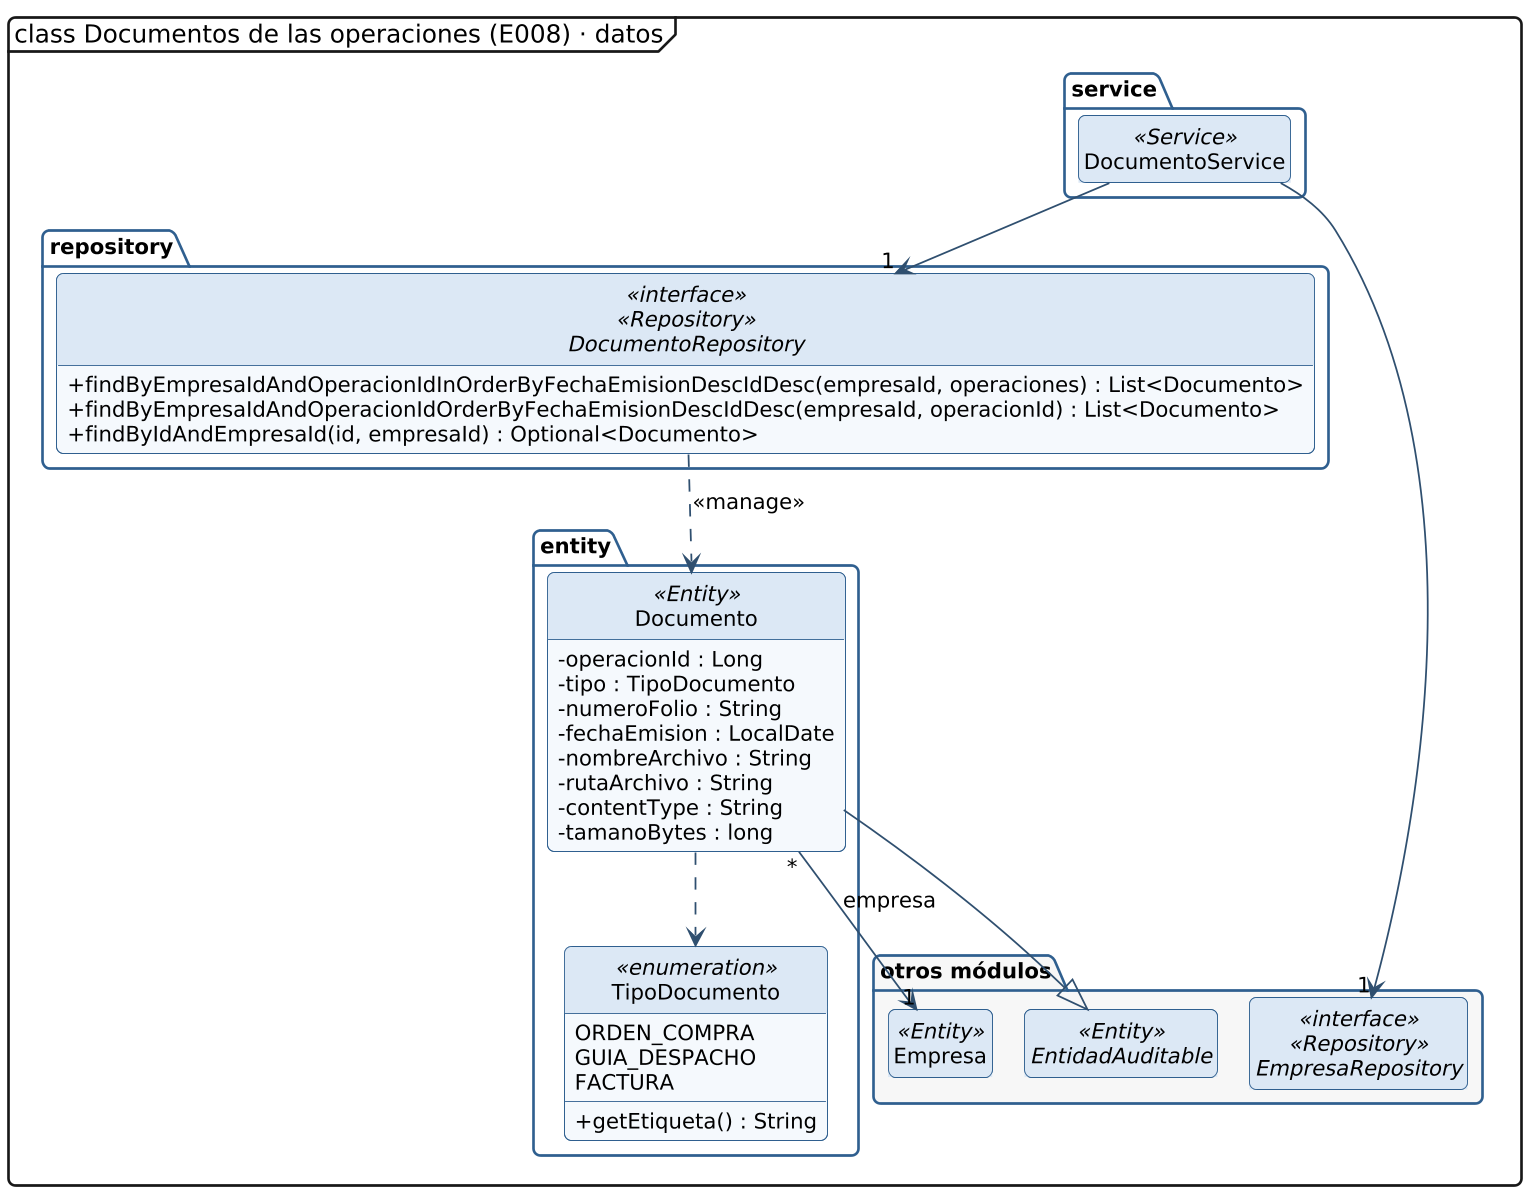 class Documentos de las operaciones (E008) · datos
service
«Service»
DocumentoService
repository
1
«interface»
«Repository»
DocumentoRepository
+findByEmpresaIdAndOperacionIdInOrderByFechaEmisionDescIdDesc(empresaId, operaciones) : List<Documento>
+findByEmpresaIdAndOperacionIdOrderByFechaEmisionDescIdDesc(empresaId, operacionId) : List<Documento>
+findByIdAndEmpresaId(id, empresaId) : Optional<Documento>
«manage»
entity
«Entity»
Documento
-operacionId : Long
-tipo : TipoDocumento
-numeroFolio : String
-fechaEmision : LocalDate
-nombreArchivo : String
-rutaArchivo : String
-contentType : String
-tamanoBytes : long
*
empresa
«enumeration»
TipoDocumento
ORDEN_COMPRA
GUIA_DESPACHO
FACTURA
+getEtiqueta() : String
otros módulos
1
1
«Entity»
Empresa
«Entity»
EntidadAuditable
«interface»
«Repository»
EmpresaRepository